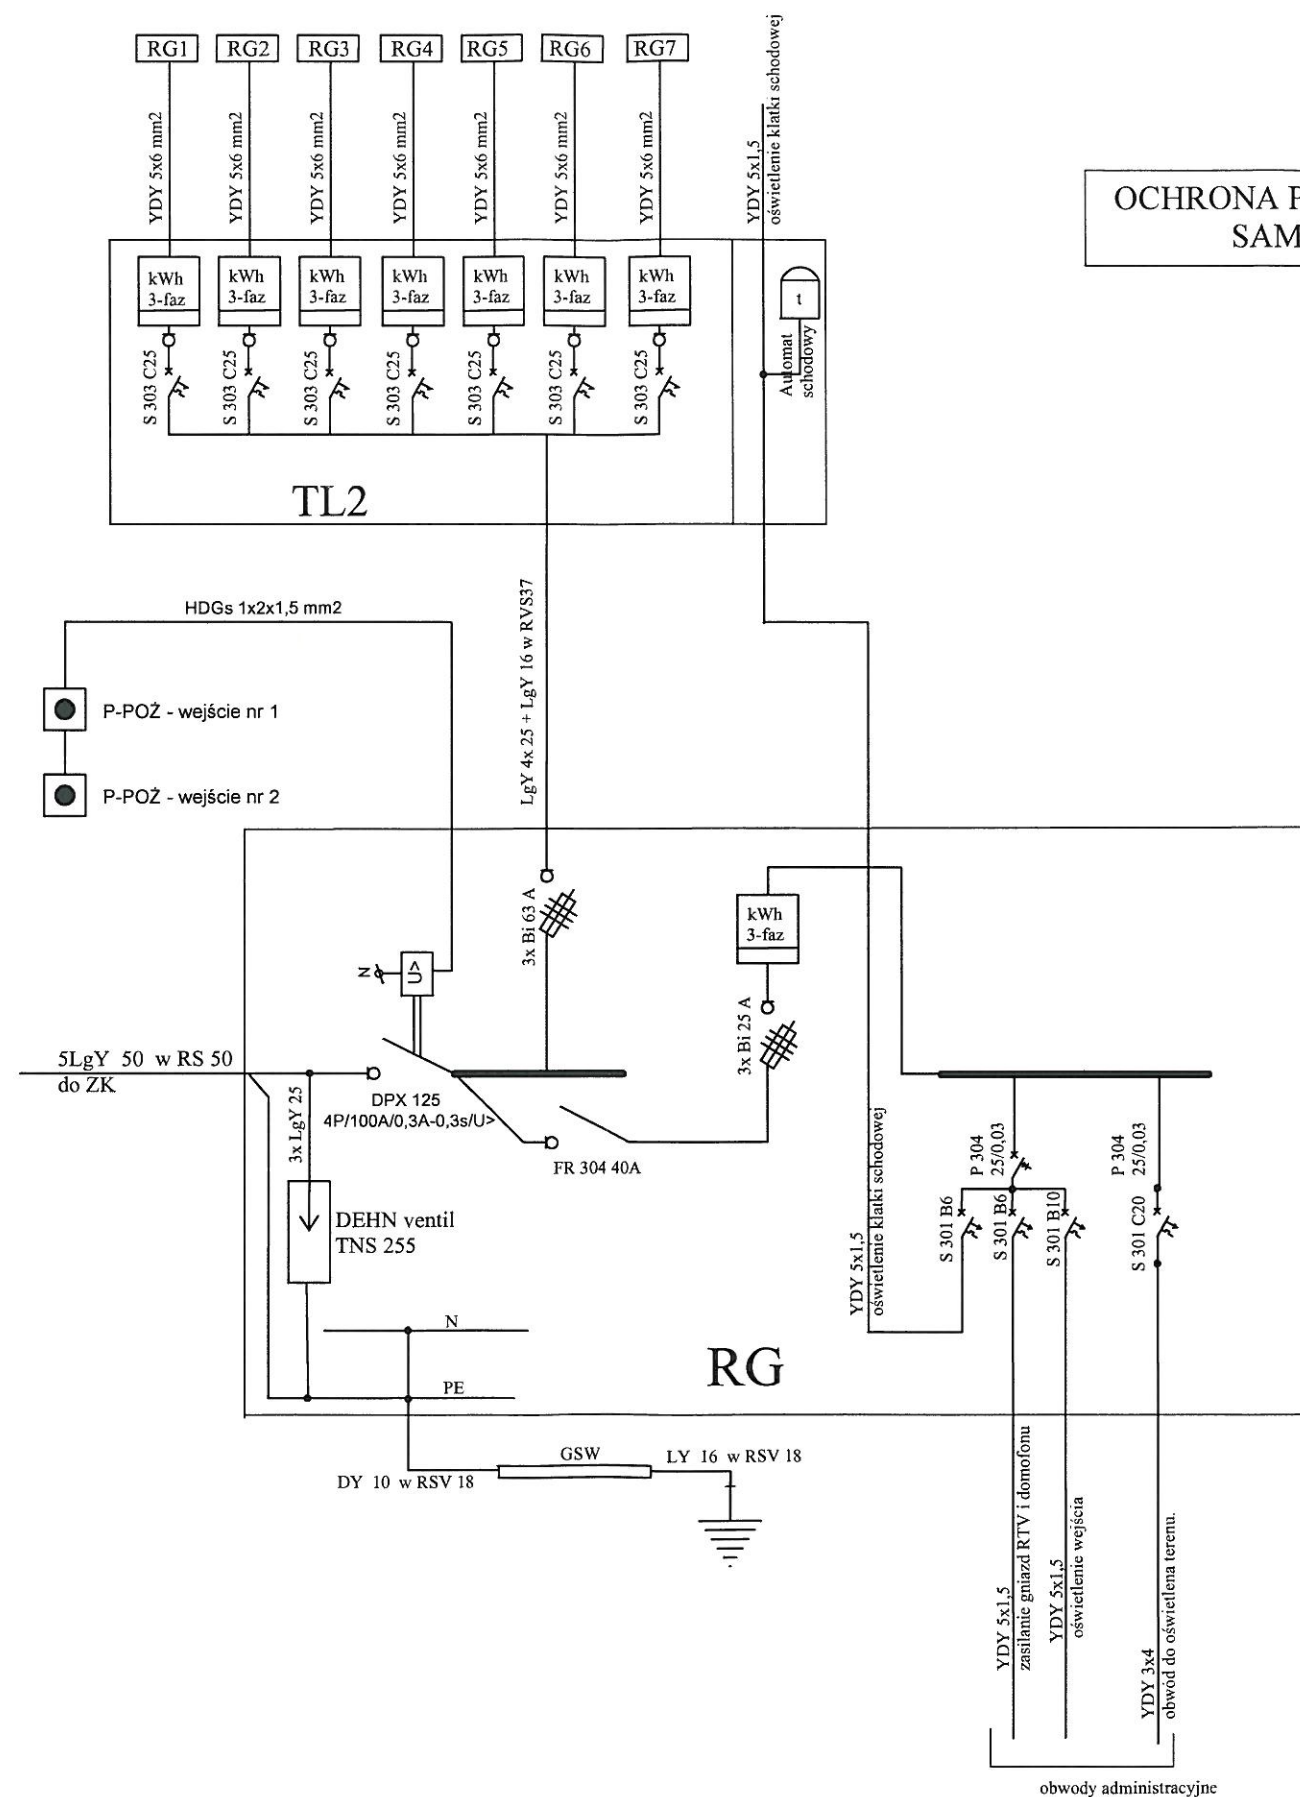 RG1
RG2
RG3
RG4
RG5
RG6
RG7
YDY 5x6 mm2
YDY 5x6 mm2
YDY 5x6 mm2
YDY 5x6 mm2
YDY 5x6 mm2
YDY 5x6 mm2
YDY 5x6 mm2
YDY 5x1,5
oświetlenie klatki schodowej
OCHRONA P
SAM
kWh
3-faz
kWh
3-faz
kWh
3-faz
kWh
3-faz
kWh
3-faz
kWh
3-faz
kWh
3-faz
t
Automat
schodowy
S 303 C25
S 303 C25
S 303 C25
S 303 C25
S 303 C25
S 303 C25
S 303 C25
TL2
HDGs 1x2x1,5 mm2
P-POŻ - wejście nr 1
P-POŻ - wejście nr 2
LgY 4x 25 + LgY 16 w RVS37
3x Bi 63 A
kWh
3-faz
3x Bi 25 A
N
U>
5LgY 50 w RS 50
do ZK
3x LgY 25
DPX 125
4P/100A/0,3A-0,3s/U>
FR 304 40A
DEHN ventil
TNS 255
N
PE
RG
YDY 5x1,5
oświetlenie klatki schodowej
P 304
25/0,03
P 304
25/0,03
S 301 B6
S 301 B6
S 301 B10
S 301 C20
GSW
DY 10 w RSV 18
LY 16 w RSV 18
YDY 5x1,5
zasilanie gniazd RTV i domofonu
YDY 5x1,5
oświetlenie wejścia
YDY 3x4
obwód do oświetlena terenu.
obwody administracyjne